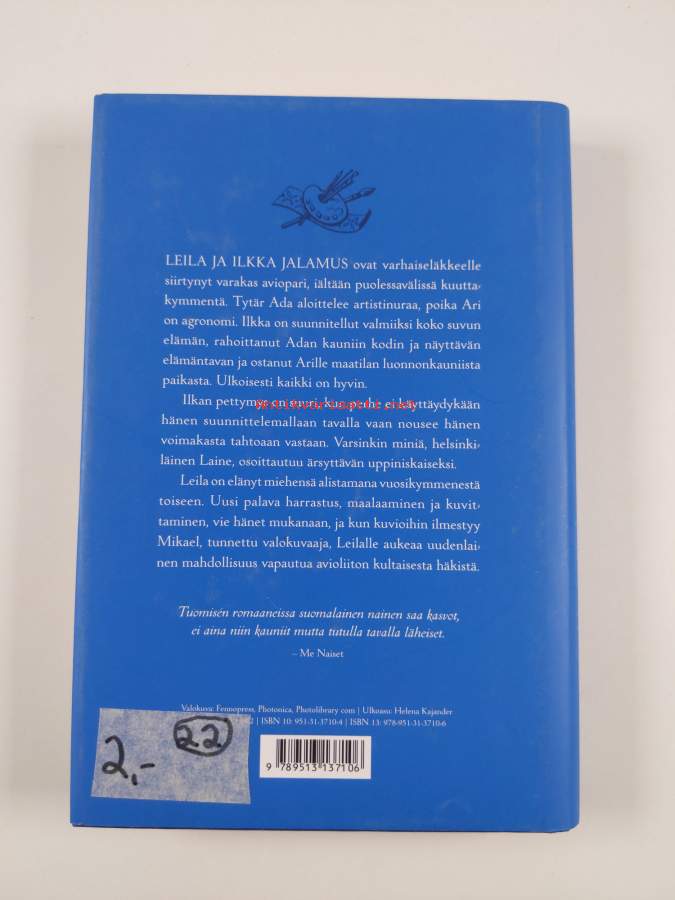 LEILA JA ILKKA JALAMUS ovat varhaiseläkkeelle
siirtynyt varakas aviopari, iältään puolessavälissä kuutta-
kymmentä. Tytär Ada aloittelee artistinuraa, poika Ari
on agronomi. Ilkka on suunnitellut valmiiksi koko suvun
elämän, rahoittanut Adan kauniin kodin ja näyttävän
elämäntavan ja ostanut Arille maatilan luonnonkauniista
paikasta. Ulkoisesti kaikki on hyvin.
Ilkan pettymys on suuri, kun perhe ei käyttäydykään
hänen suunnittelemallaan tavalla vaan nousee hänen
voimakasta tahtoaan vastaan. Varsinkin miniä, helsinki-
läinen Laine, osoittautuu ärsyttävän uppiniskaiseksi.
Leila on elänyt miehensä alistamana vuosikymmenestä
toiseen. Uusi palava harrastus, maalaaminen ja kuvit-
taminen, vie hänet mukanaan, ja kun kuvioihin ilmestyy
Mikael, tunnettu valokuvaaja, Leilalle aukeaa uudenlai-
nen mahdollisuus vapautua avioliiton kultaisesta häkistä.
Tuomisen romaaneissa suomalainen nainen saa kasvot,
ei aina niin kauniit mutta tutulla tavalla läheiset.
– Me Naiset
Valokuva: Fennopress, Photonica, Photolibrary com | Ulkoasu: Helena Kajander
| ISBN 10: 951-31-3710-4 | ISBN 13: 978-951-31-3710-6
22
2,-
9 789513 137106